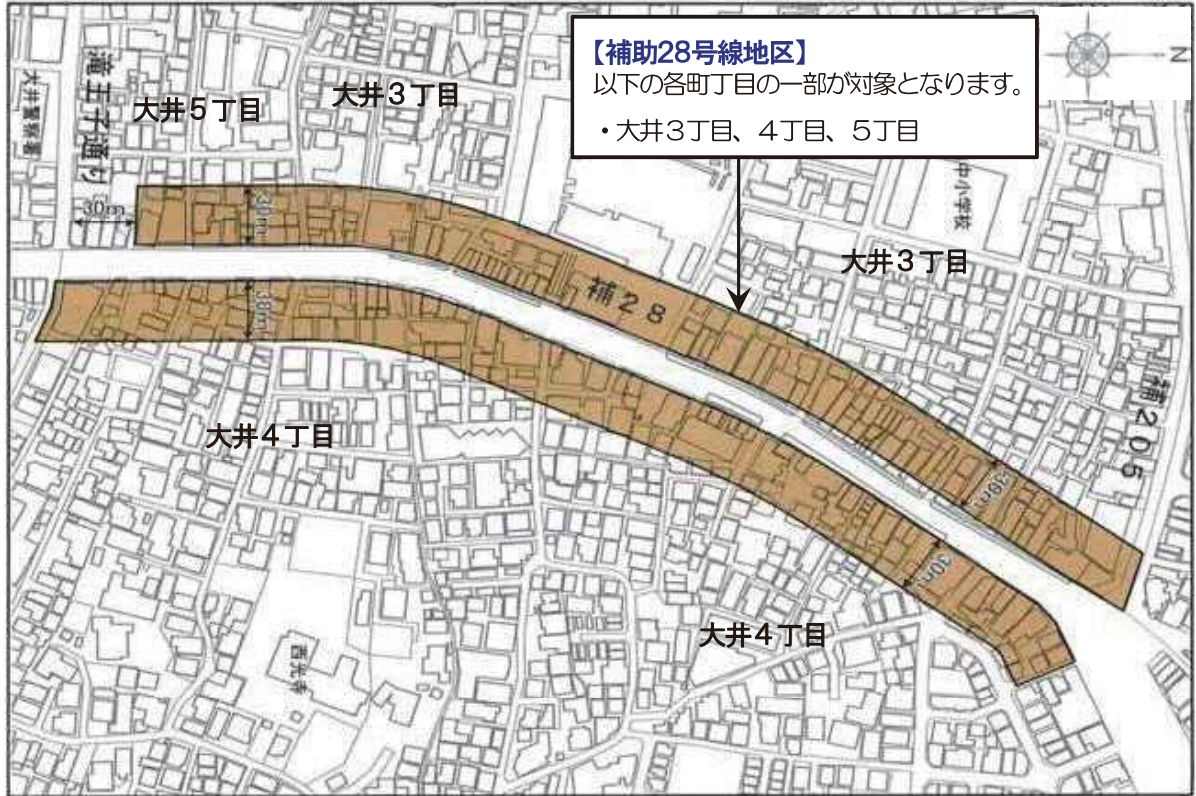 【補助28号線地区】
以下の各町丁目の一部が対象となります。
・大井3丁目、4丁目、5丁目
N
大井5丁目
大井3丁目
滝王子通り
大井警察署
中小学校
大井3丁目
30m
30m
30m
補28
補205
30m
30m
大井4丁目
大井4丁目
西光寺